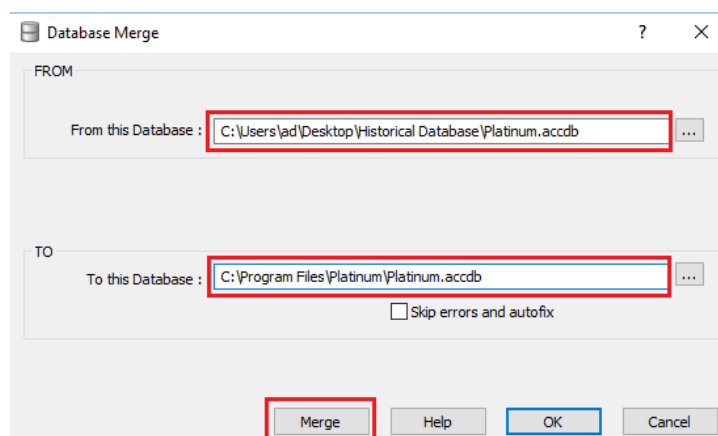 Database Merge ?
FROM
From this Database : C:\Users\ad\Desktop\Historical Database\Platinum.accdb ...
TO
To this Database : C:\Program Files\Platinum\Platinum.accdb ...
Skip errors and autofix
Merge Help OK Cancel